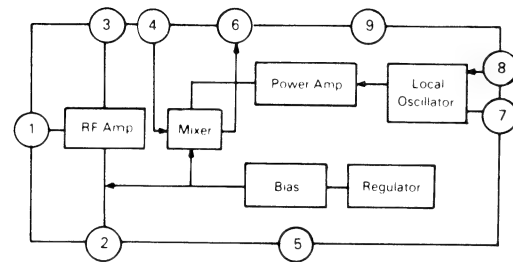 3
4
6
9
8
7
1
RF Amp
Mixer
Power Amp
Local
Oscillator
Bias
Regulator
2
5